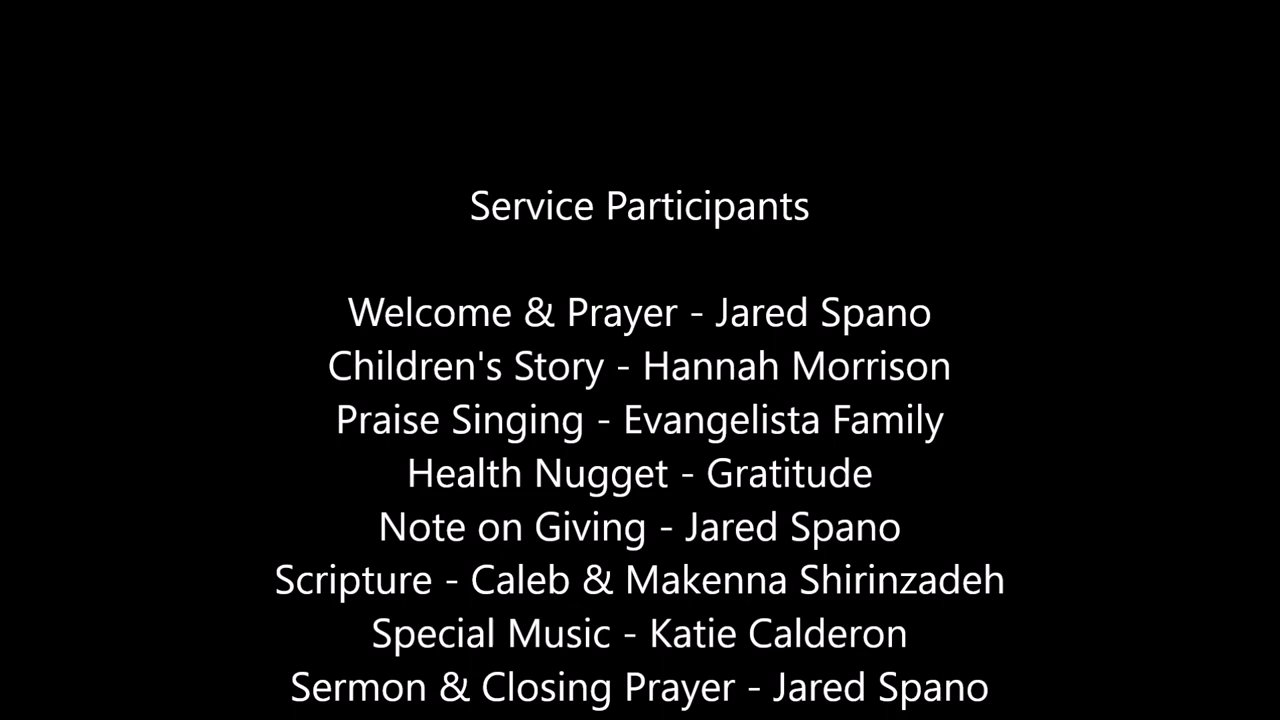 Service Participants
Welcome & Prayer - Jared Spano
Children's Story - Hannah Morrison
Praise Singing - Evangelista Family
Health Nugget - Gratitude
Note on Giving - Jared Spano
Scripture - Caleb & Makenna Shirinzadeh
Special Music - Katie Calderon
Sermon & Closing Prayer - Jared Spano